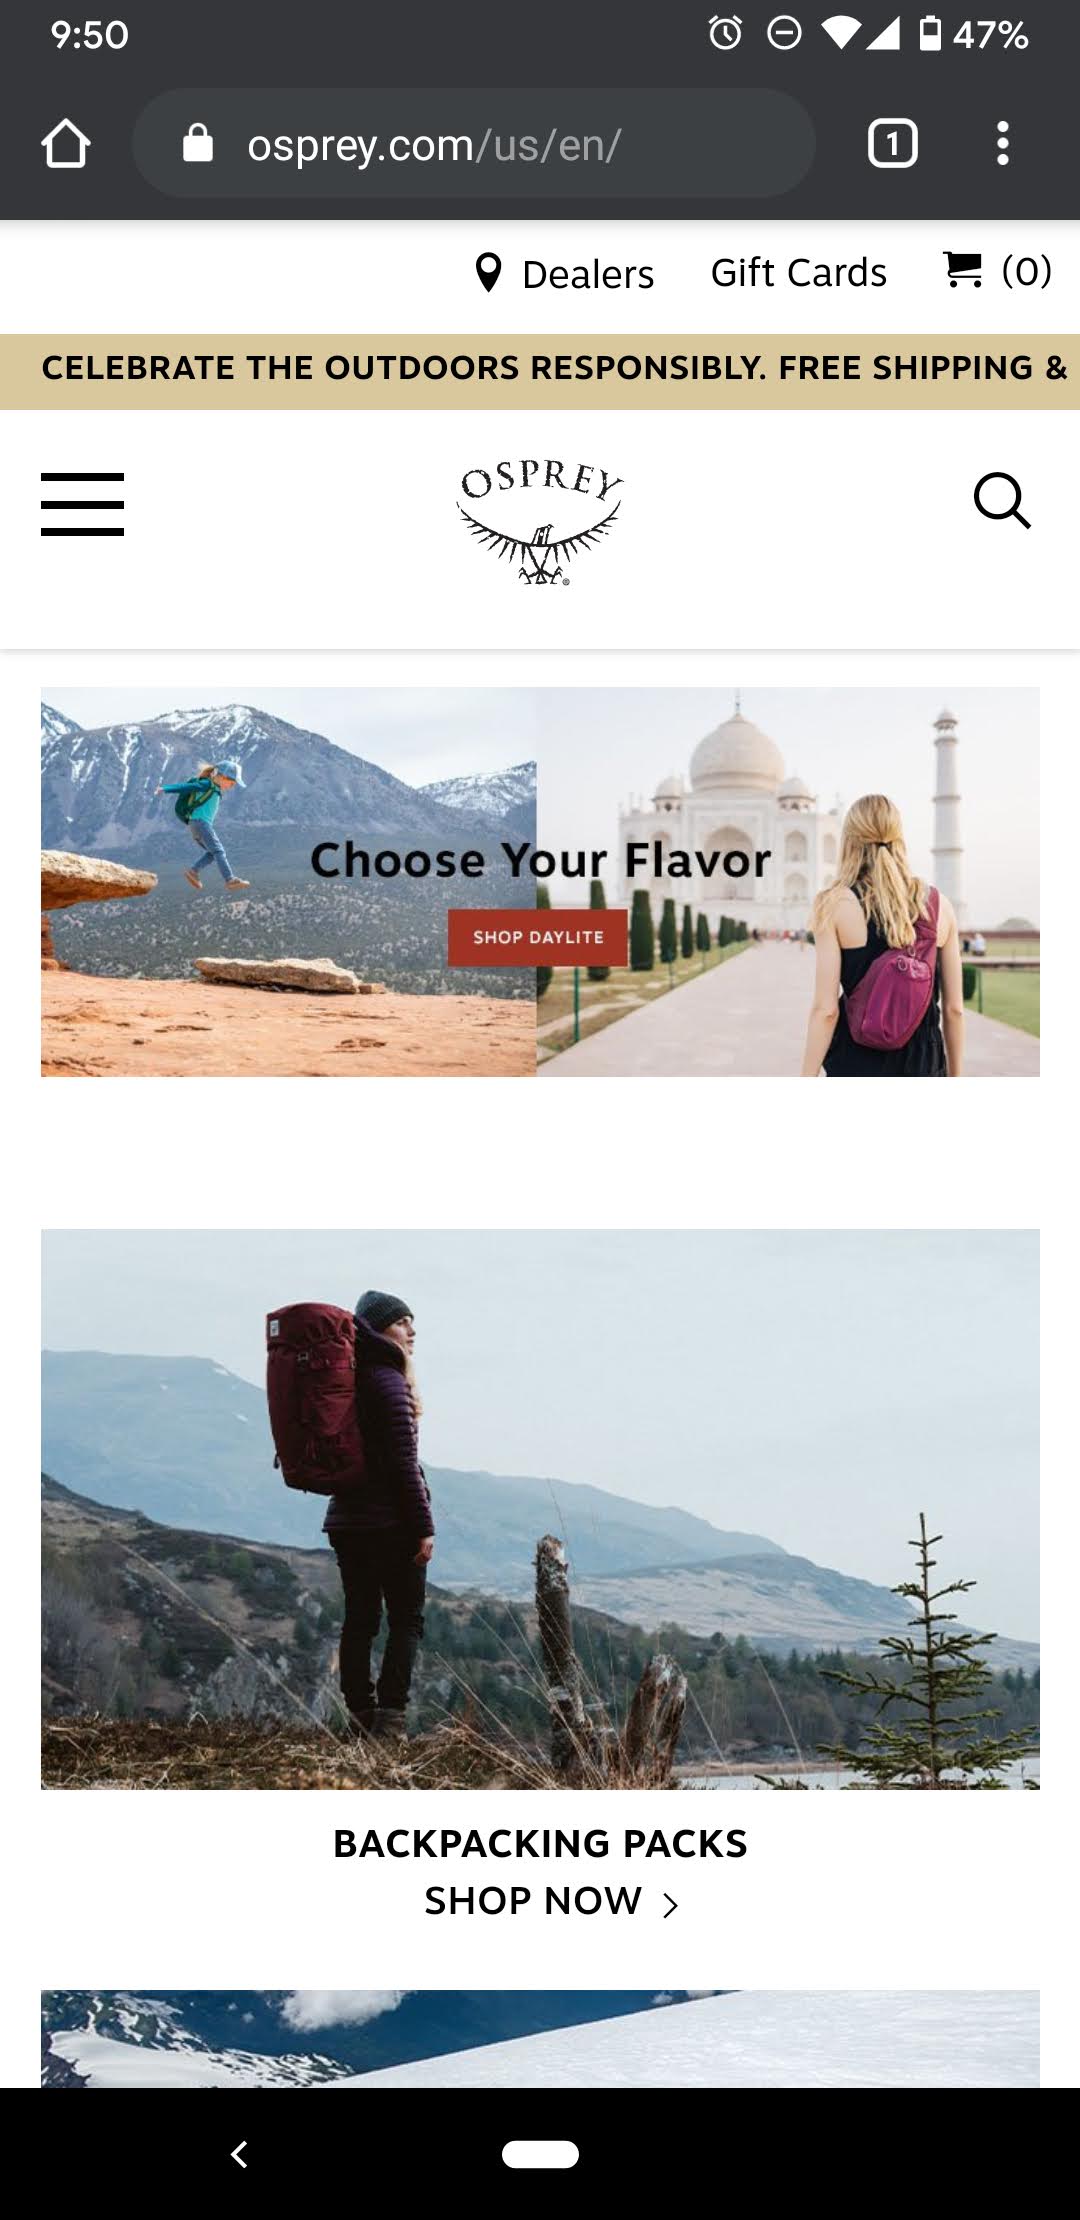 9:50
47%
osprey.com/us/en/
1
Dealers
Gift Cards
(0)
CELEBRATE THE OUTDOORS RESPONSIBLY. FREE SHIPPING &
OSPREY
®
Choose Your Flavor
SHOP DAYLITE
BACKPACKING PACKS
SHOP NOW >